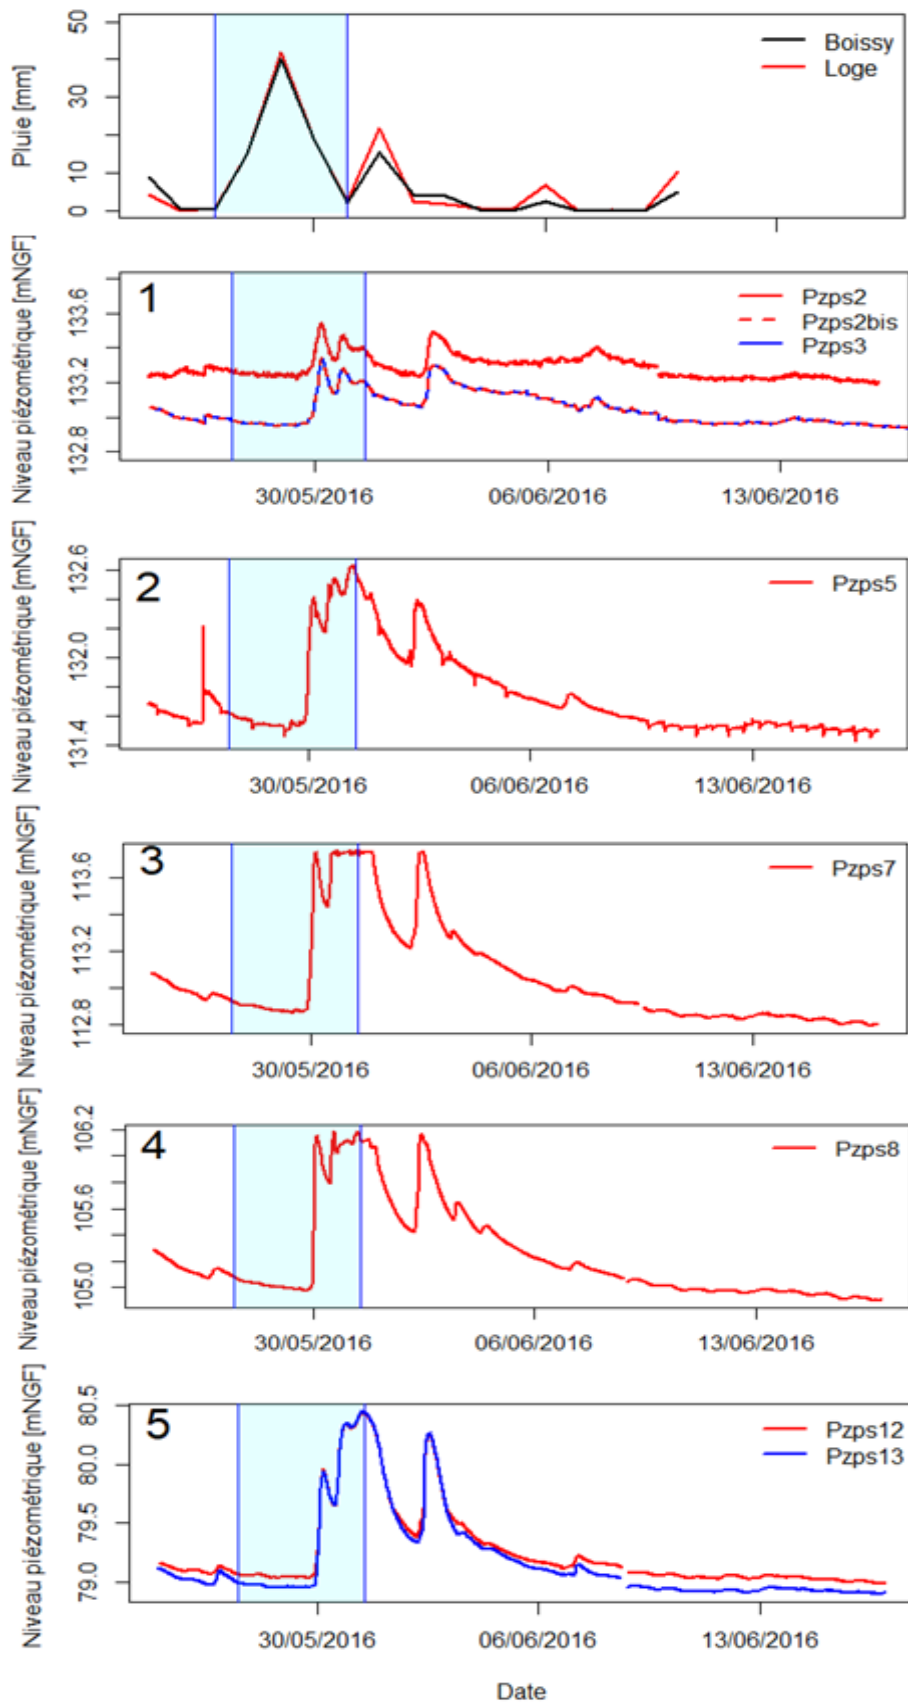 Pluie [mm]
50
30
10
0
Boissy
Loge
Niveau piézométrique [mNGF]
133.6
133.2
132.8
1
Pzps2
Pzps2bis
Pzps3
30/05/2016 06/06/2016 13/06/2016
Niveau piézométrique [mNGF]
132.6
132.0
131.4
2
Pzps5
30/05/2016 06/06/2016 13/06/2016
Niveau piézométrique [mNGF]
113.6
113.2
112.8
3
Pzps7
30/05/2016 06/06/2016 13/06/2016
Niveau piézométrique [mNGF]
106.2
105.6
105.0
4
Pzps8
30/05/2016 06/06/2016 13/06/2016
Niveau piézométrique [mNGF]
80.5
80.0
79.5
79.0
5
Pzps12
Pzps13
30/05/2016 06/06/2016 13/06/2016
Date